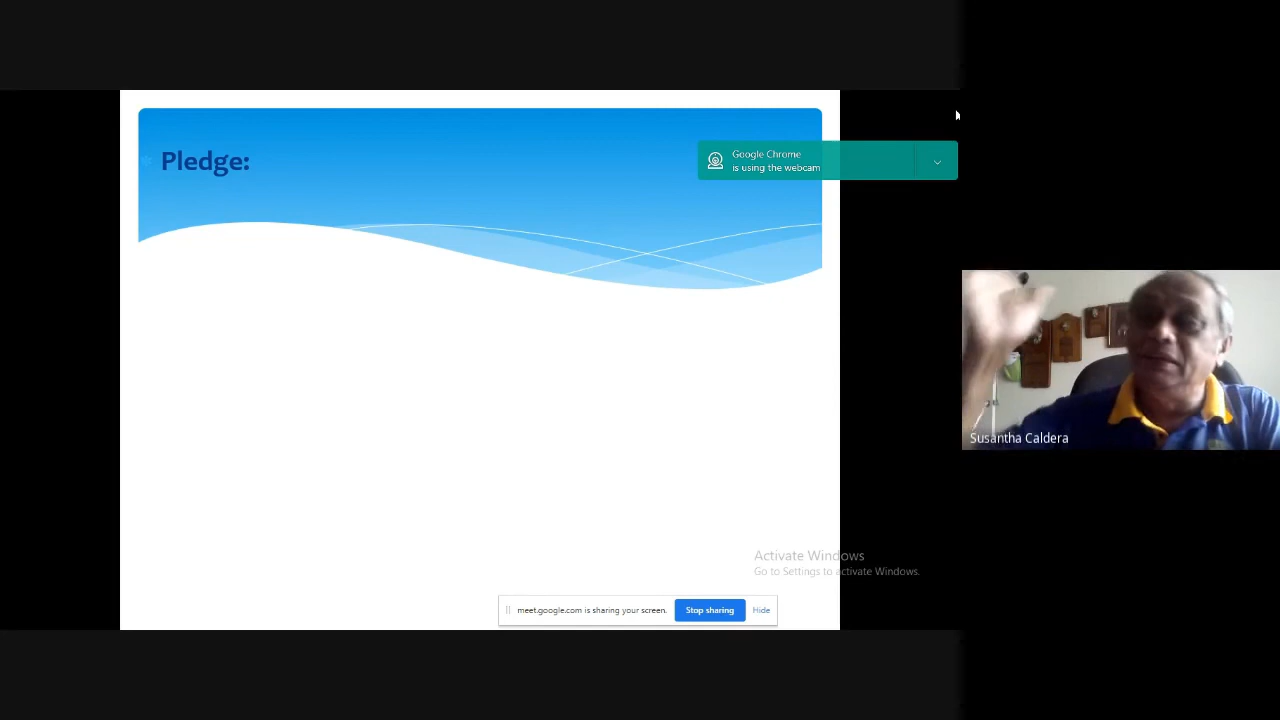 Pledge:
Google Chrome
is using the webcam
Susantha Caldera
Activate Windows
Go to Settings to activate Windows.
meet.google.com is sharing your screen. Stop sharing Hide